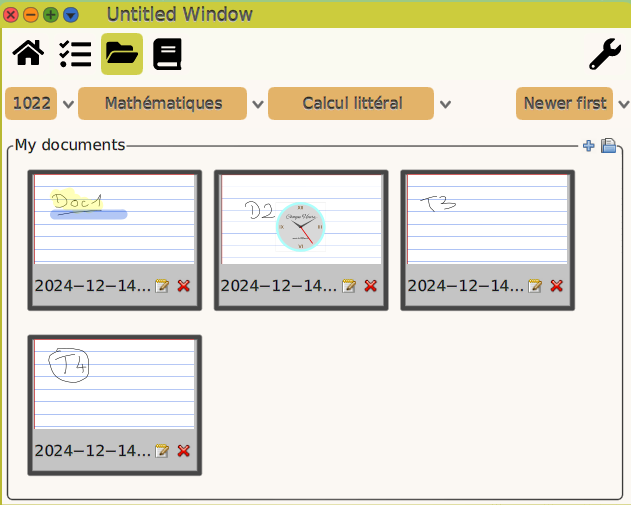 Untitled Window
1022 Mathématiques Calcul littéral Newer first
My documents
Doc1
D2
XII
IX III
VI
T3
2024-12-14... 2024-12-14... 2024-12-14...
T4
2024-12-14...